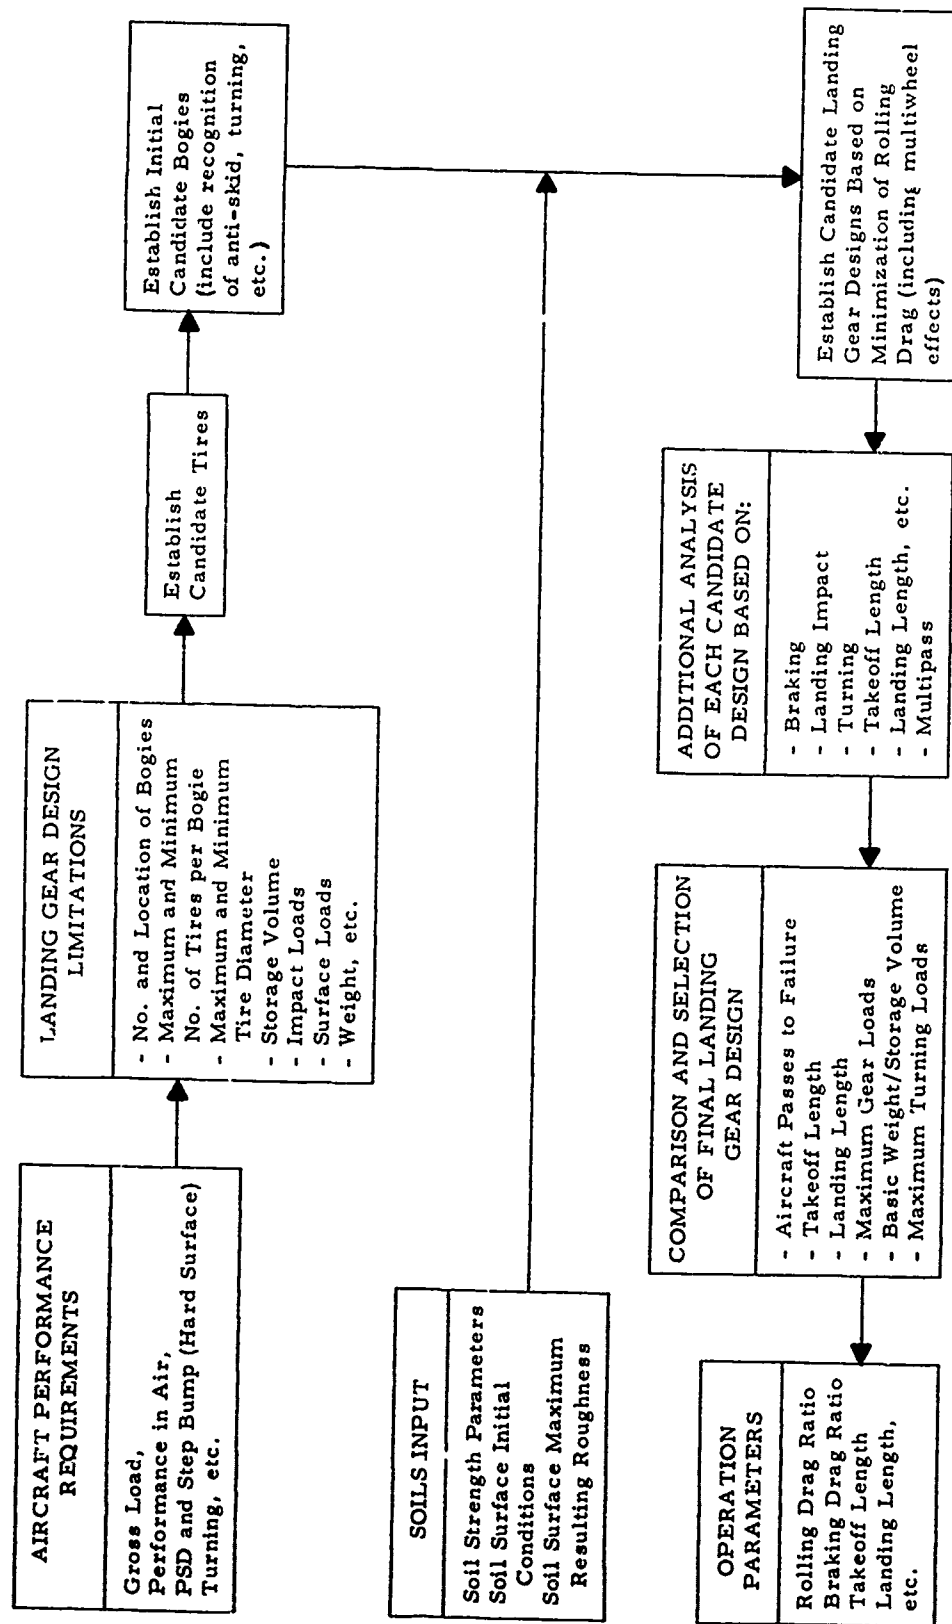 AIRCRAFT PERFORMANCE
REQUIREMENTS
Gross Load,
Performance in Air,
PSD and Step Bump (Hard Surface)
Turning, etc.
LANDING GEAR DESIGN
LIMITATIONS
- No. and Location of Bogies
- Maximum and Minimum
No. of Tires per Bogie
- Maximum and Minimum
Tire Diameter
- Storage Volume
- Impact Loads
- Surface Loads
- Weight, etc.
Establish
Candidate Tires
Establish Initial
Candidate Bogies
(include recognition
of anti-skid, turning,
etc.)
SOILS INPUT
Soil Strength Parameters
Soil Surface Initial
Conditions
Soil Surface Maximum
Resulting Roughness
Establish Candidate Landing
Gear Designs Based on
Minimization of Rolling
Drag (including multiwheel
effects)
ADDITIONAL ANALYSIS
OF EACH CANDIDATE
DESIGN BASED ON:
- Braking
- Landing Impact
- Turning
- Takeoff Length
- Landing Length, etc.
- Multipass
COMPARISON AND SELECTION
OF FINAL LANDING
GEAR DESIGN
- Aircraft Passes to Failure
- Takeoff Length
- Landing Length
- Maximum Gear Loads
- Basic Weight/Storage Volume
- Maximum Turning Loads
OPERATION
PARAMETERS
Rolling Drag Ratio
Braking Drag Ratio
Takeoff Length
Landing Length,
etc.